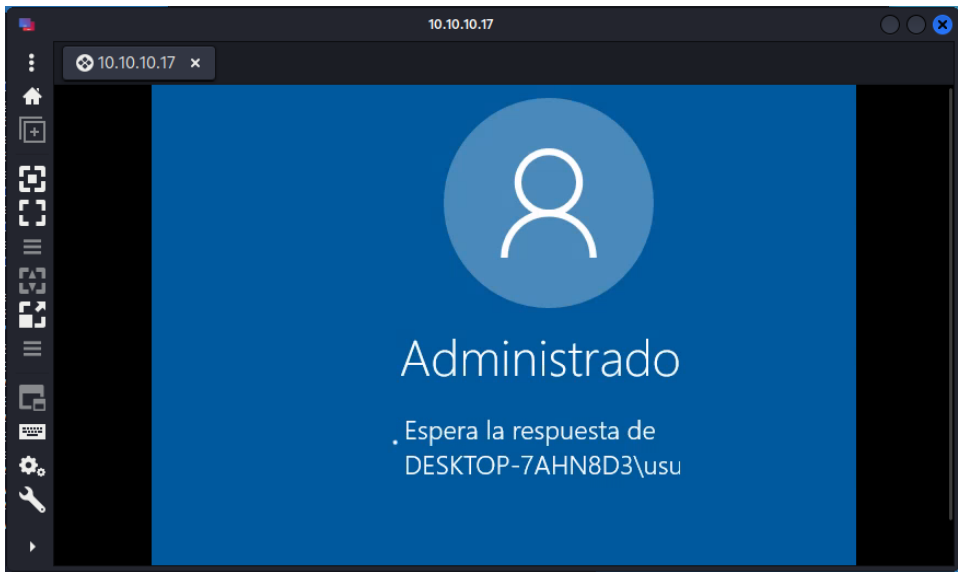 10.10.10.17
10.10.10.17
Administrado
Espera la respuesta de
DESKTOP-7AHN8D3\usu